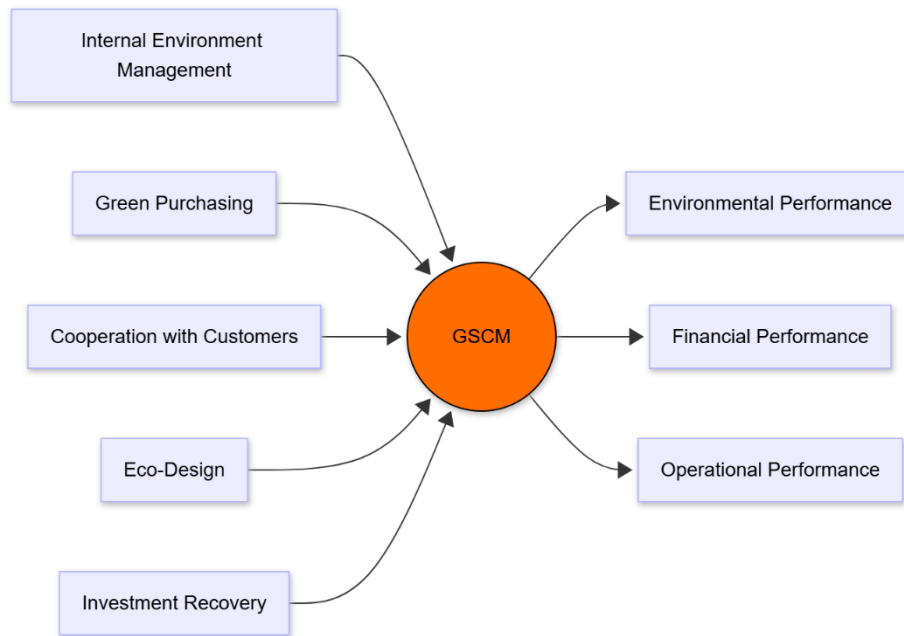 Internal Environment
Management
Green Purchasing
Cooperation with Customers
Eco-Design
Investment Recovery
GSCM
Environmental Performance
Financial Performance
Operational Performance